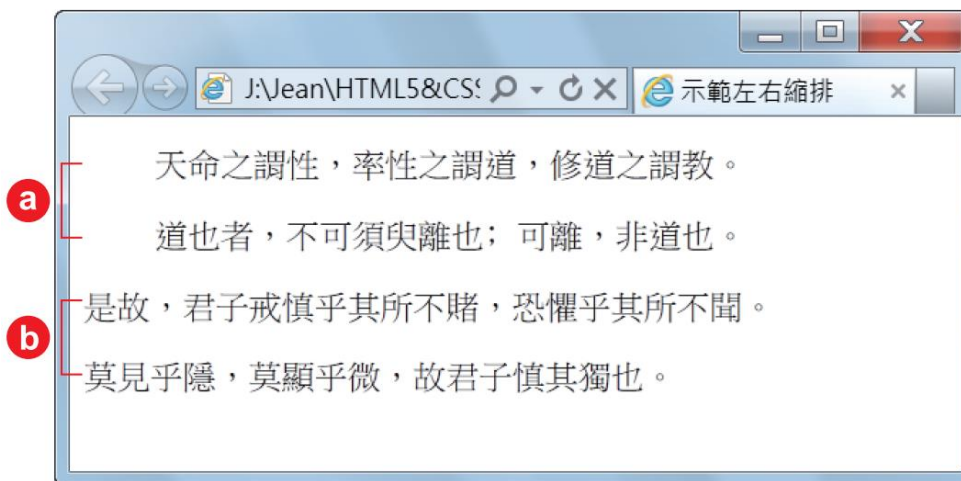 J:\Jean\HTML5&CSS
示範左右縮排
天命之謂性，率性之謂道，修道之謂教。
a
道也者，不可須臾離也；可離，非道也。
是故，君子戒慎乎其所不賭，恐懼乎其所不聞。
b
莫見乎隱，莫顯乎微，故君子慎其獨也。